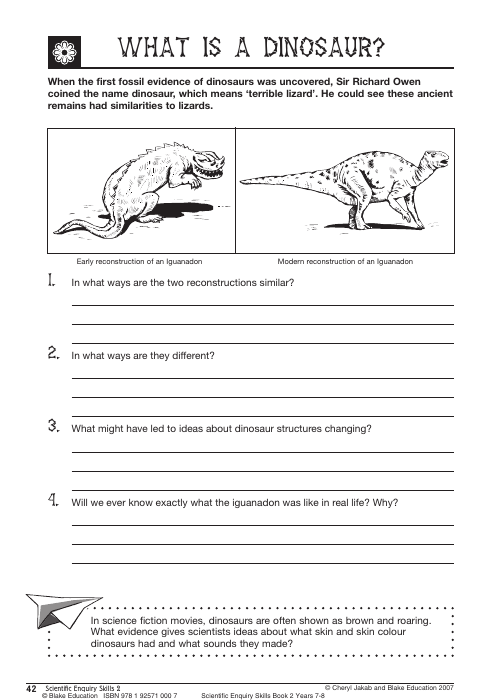 WHAT IS A DINOSAUR?
When the first fossil evidence of dinosaurs was uncovered, Sir Richard Owen
coined the name dinosaur, which means ‘terrible lizard’. He could see these ancient
remains had similarities to lizards.
Early reconstruction of an Iguanadon
Modern reconstruction of an Iguanadon
1. In what ways are the two reconstructions similar?
2. In what ways are they different?
3. What might have led to ideas about dinosaur structures changing?
4. Will we ever know exactly what the iguanadon was like in real life? Why?
In science fiction movies, dinosaurs are often shown as brown and roaring.
What evidence gives scientists ideas about what skin and skin colour
dinosaurs had and what sounds they made?
42 Scientific Enquiry Skills 2
© Cheryl Jakab and Blake Education 2007
© Blake Education ISBN 978 1 92571 000 7 Scientific Enquiry Skills Book 2 Years 7-8